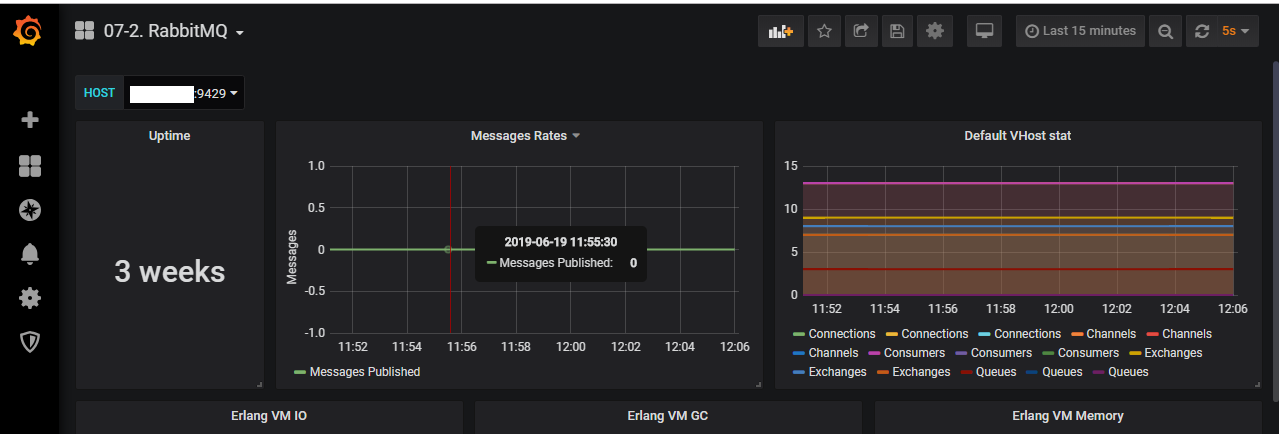 07-2. RabbitMQ
Last 15 minutes
5s
HOST
:9429
Uptime
3 weeks
Messages Rates
1.0
0.5
0
-0.5
-1.0
Messages
2019-06-19 11:55:30
Messages Published: 0
11:52 11:54 11:56 11:58 12:00 12:02 12:04 12:06
Messages Published
Default VHost stat
15
10
5
0
11:52 11:54 11:56 11:58 12:00 12:02 12:04 12:06
Connections Connections Connections Channels Channels
Channels Consumers Consumers Consumers Exchanges
Exchanges Exchanges Queues Queues Queues
Erlang VM IO
Erlang VM GC
Erlang VM Memory